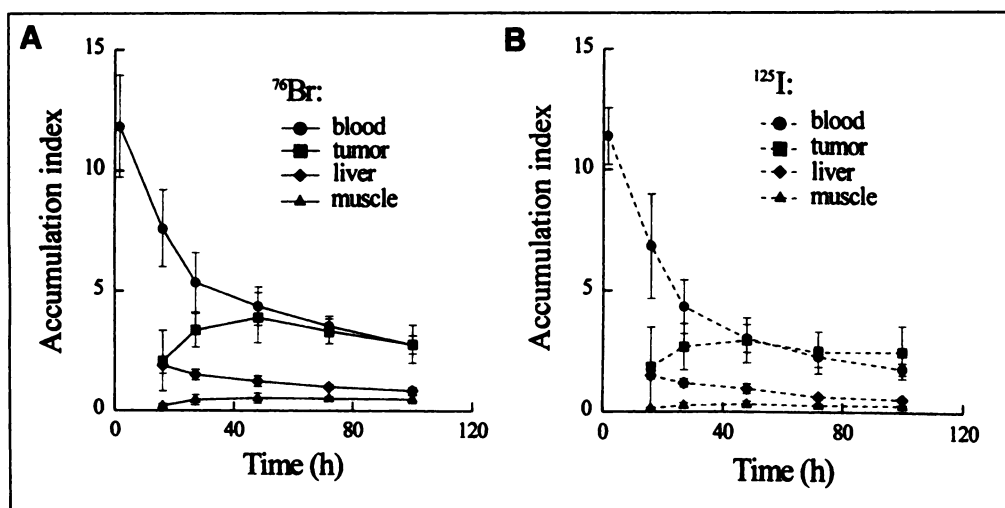 A
15
10
5
0
0
40
80
120
Accumulation index
Time (h)
⁷⁶Br:
blood
tumor
liver
muscle
B
15
10
5
0
0
40
80
120
Accumulation index
Time (h)
¹²⁵I:
blood
tumor
liver
muscle